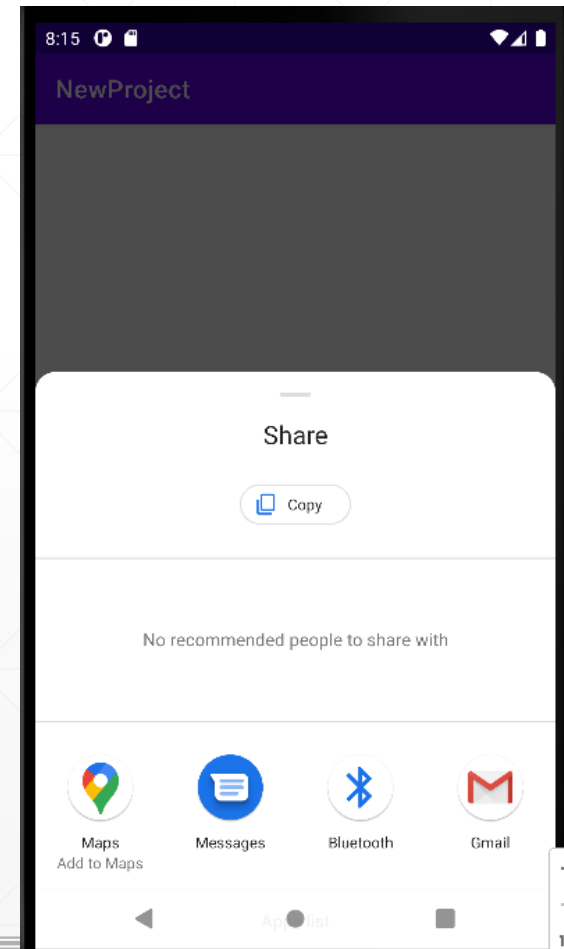 8:15
NewProject
Share
Copy
No recommended people to share with
Maps
Messages
Bluetooth
Gmail
Add to Maps